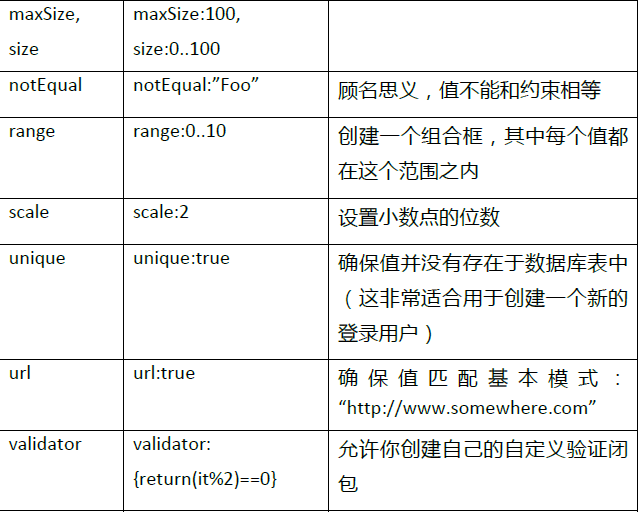 maxSize, maxSize:100,
size size:0..100
notEqual notEqual:”Foo” 顾名思义，值不能和约束相等
range range:0..10 创建一个组合框，其中每个值都
在这个范围之内
scale scale:2 设置小数点的位数
unique unique:true 确保值并没有存在于数据库表中
（这非常适合用于创建一个新的
登录用户）
url url:true 确保值匹配基本模式：
“http://www.somewhere.com”
validator validator: 允许你创建自己的自定义验证闭
{return(it%2)==0} 包